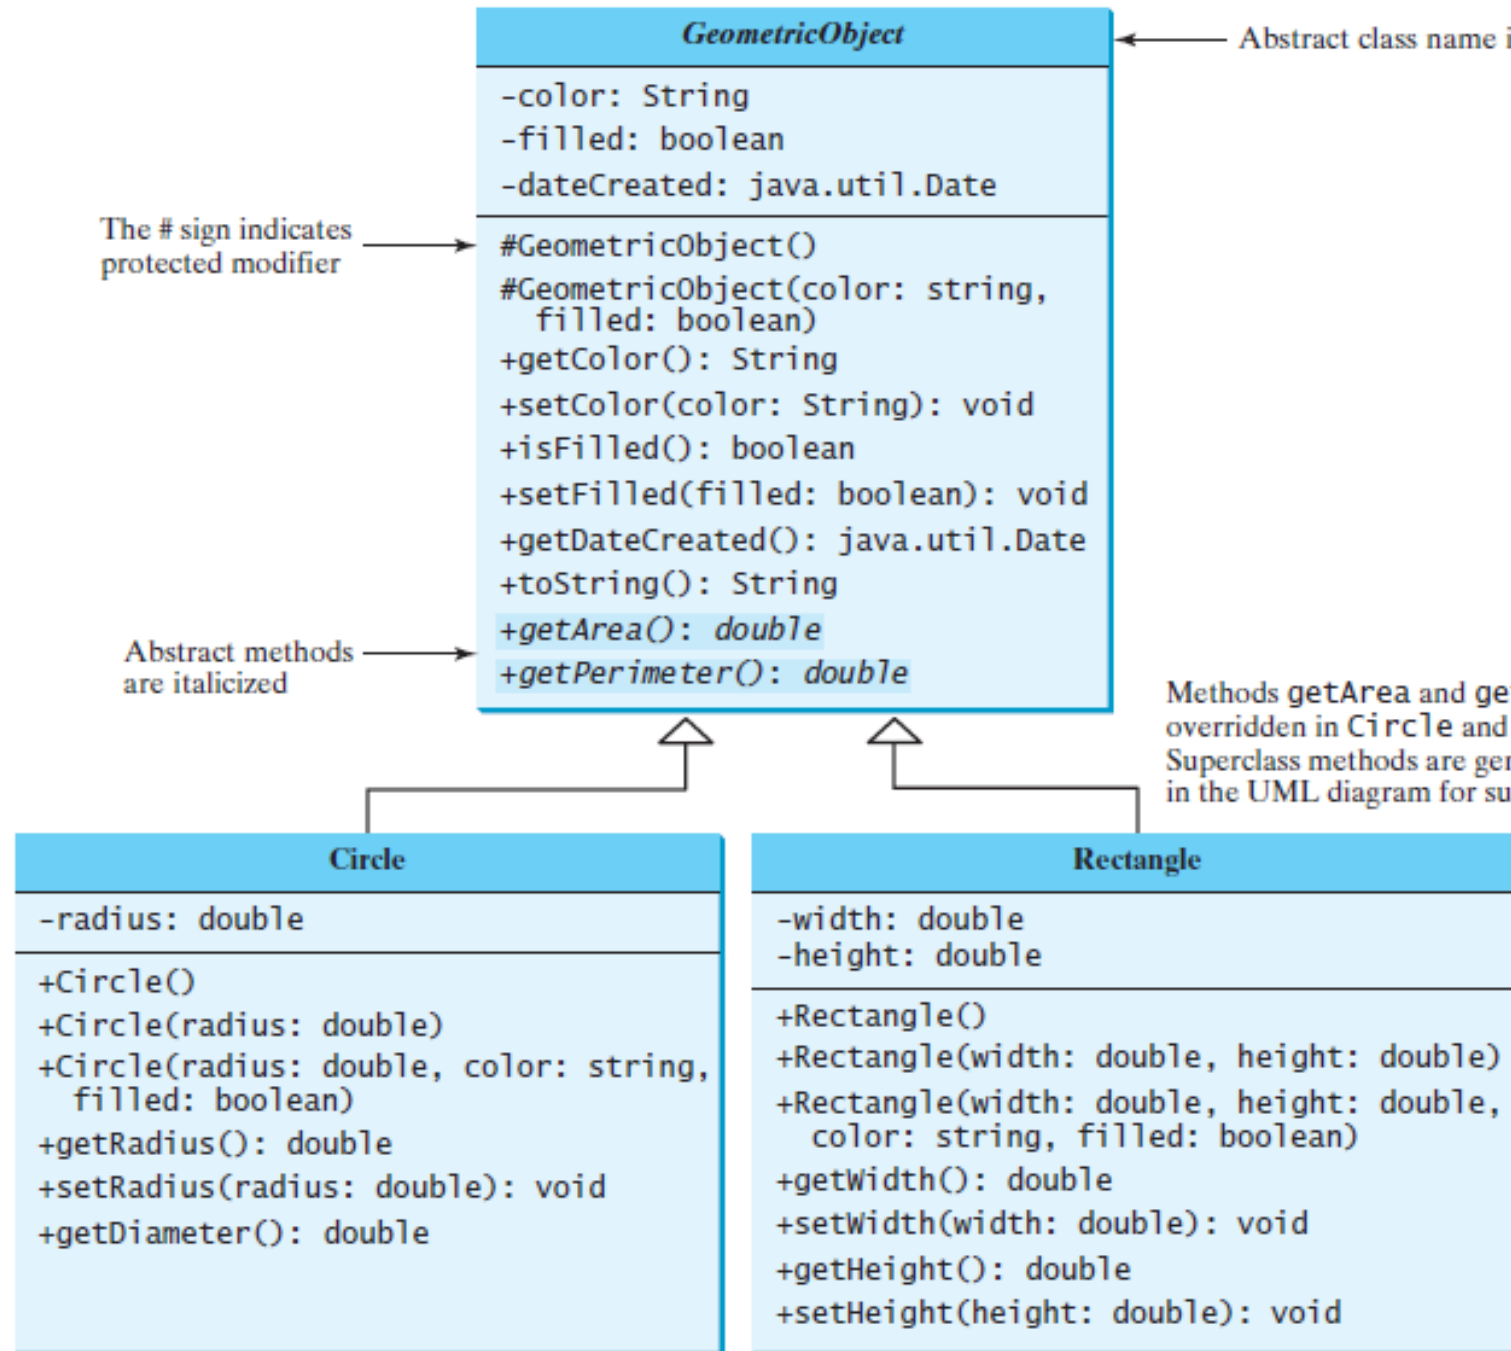 GeometricObject
Abstract class name
-color: String
-filled: boolean
-dateCreated: java.util.Date
The # sign indicates
protected modifier
#GeometricObject()
#GeometricObject(color: string,
filled: boolean)
+getColor(): String
+setColor(color: String): void
+isFilled(): boolean
+setFilled(filled: boolean): void
+getDateCreated(): java.util.Date
+toString(): String
+getArea(): double
+getPerimeter(): double
Abstract methods
are italicized
Methods getArea and
overridden in Circle and
Superclass methods are
in the UML diagram for
Circle
-radius: double
+Circle()
+Circle(radius: double)
+Circle(radius: double, color: string,
filled: boolean)
+getRadius(): double
+setRadius(radius: double): void
+getDiameter(): double
Rectangle
-width: double
-height: double
+Rectangle()
+Rectangle(width: double, height: double)
+Rectangle(width: double, height: double,
color: string, filled: boolean)
+getWidth(): double
+setWidth(width: double): void
+getHeight(): double
+setHeight(height: double): void